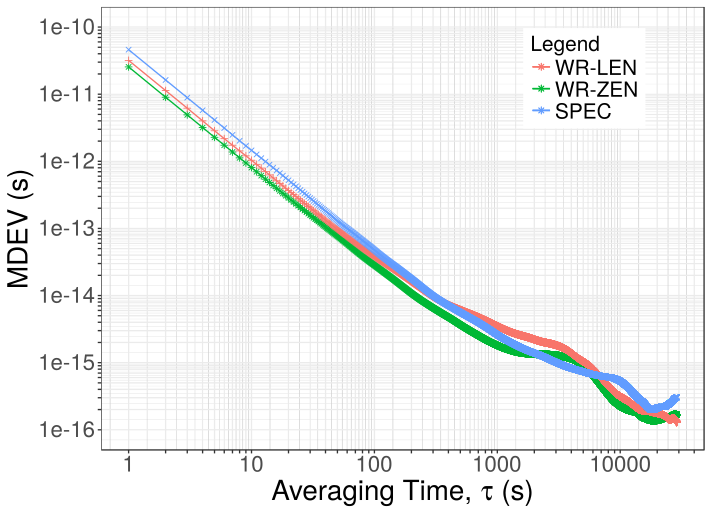 1e-10
1e-11
1e-12
1e-13
1e-14
1e-15
1e-16
MDEV (s)
Legend
WR-LEN
WR-ZEN
SPEC
1 10 100 1000 10000
Averaging Time, τ (s)